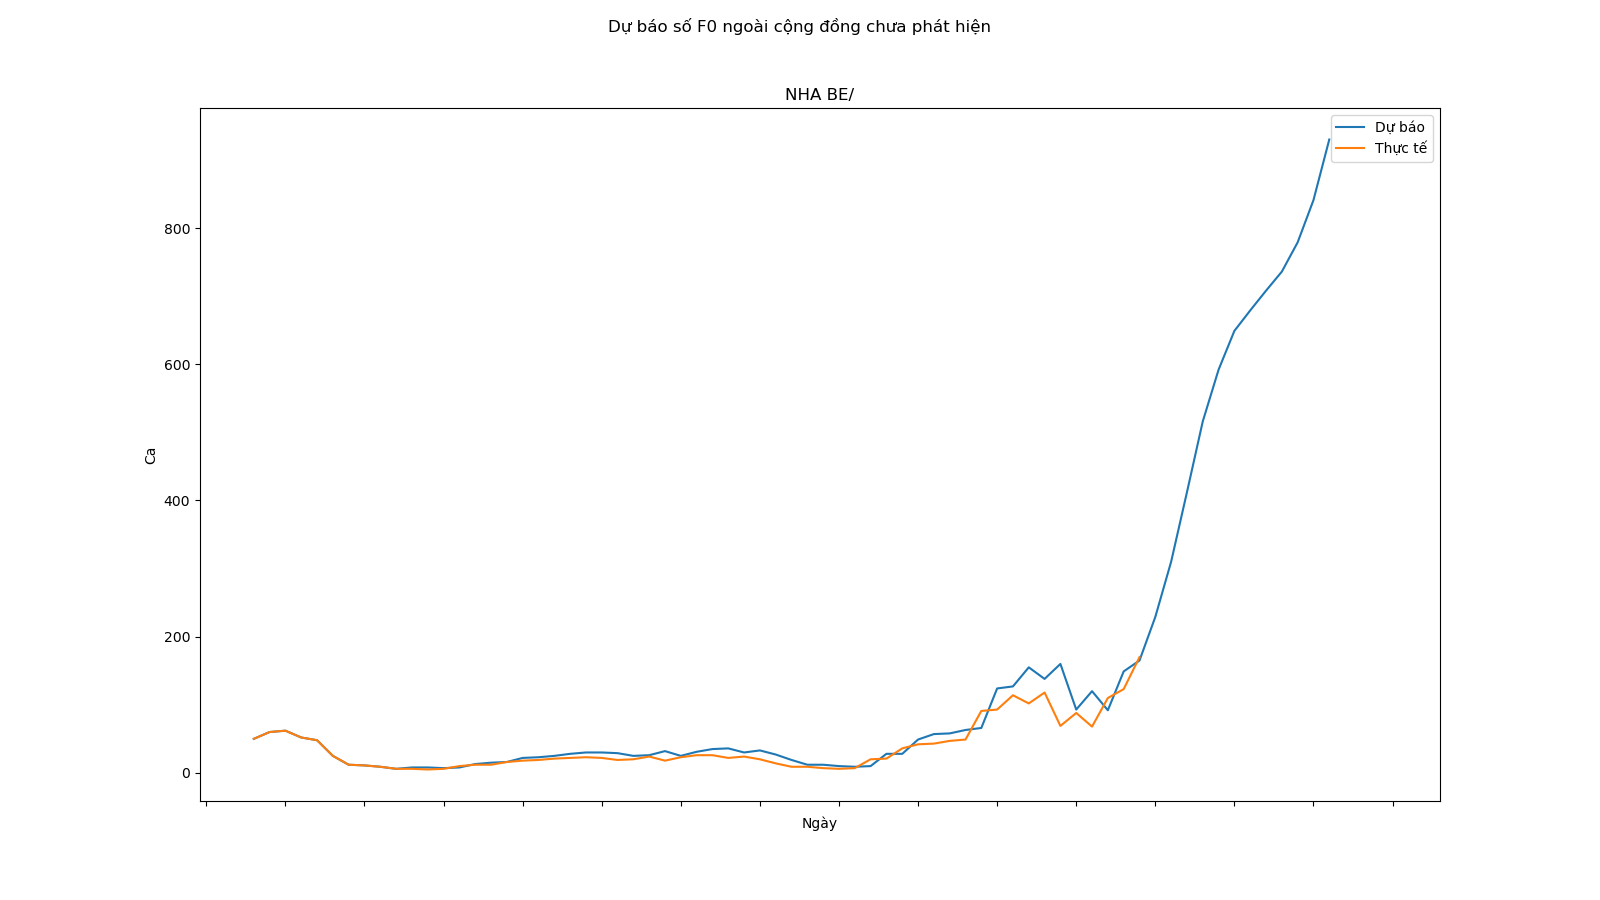 Dự báo số F0 ngoài cộng đồng chưa phát hiện
NHA BE/
Dự báo
Thực tế
800
600
400
200
0
Ca
Ngày